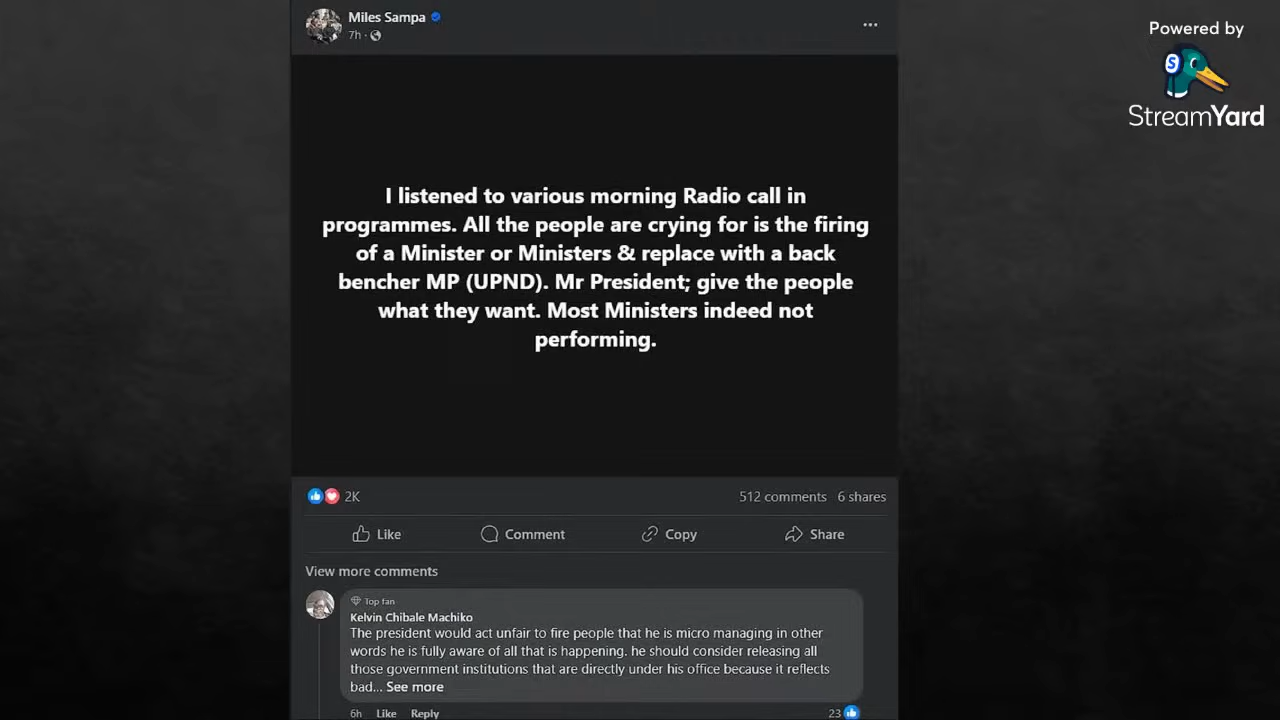 Miles Sampa
7h
Powered by
StreamYard
I listened to various morning Radio call in
programmes. All the people are crying for is the firing
of a Minister or Ministers & replace with a back
bencher MP (UPND). Mr President; give the people
what they want. Most Ministers indeed not
performing.
2K
512 comments 6 shares
Like Comment Copy Share
View more comments
Top fan
Kelvin Chibale Machiko
The president would act unfair to fire people that he is micro managing in other
words he is fully aware of all that is happening. he should consider releasing all
those government institutions that are directly under his office because it reflects
bad... See more
6h Like Reply 23